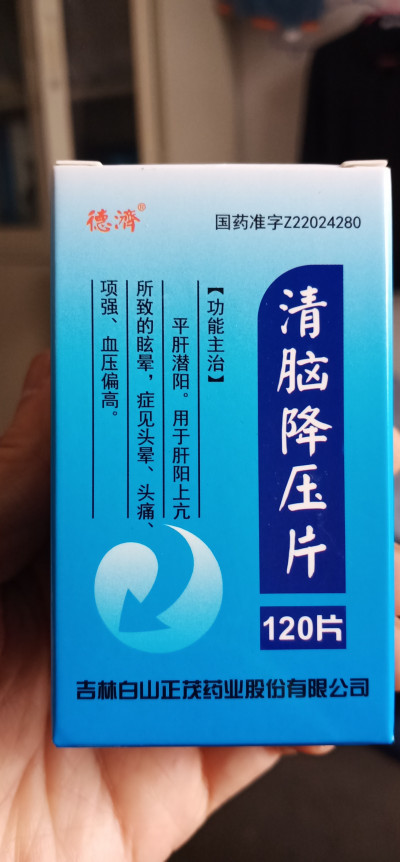 德濟®
国药准字Z22024280
清脑降压片
120片
【功能主治】
平肝潜阳。用于肝阳上亢
所致的眩晕，症见头晕、头痛、
项强、血压偏高。
吉林白山正茂药业股份有限公司